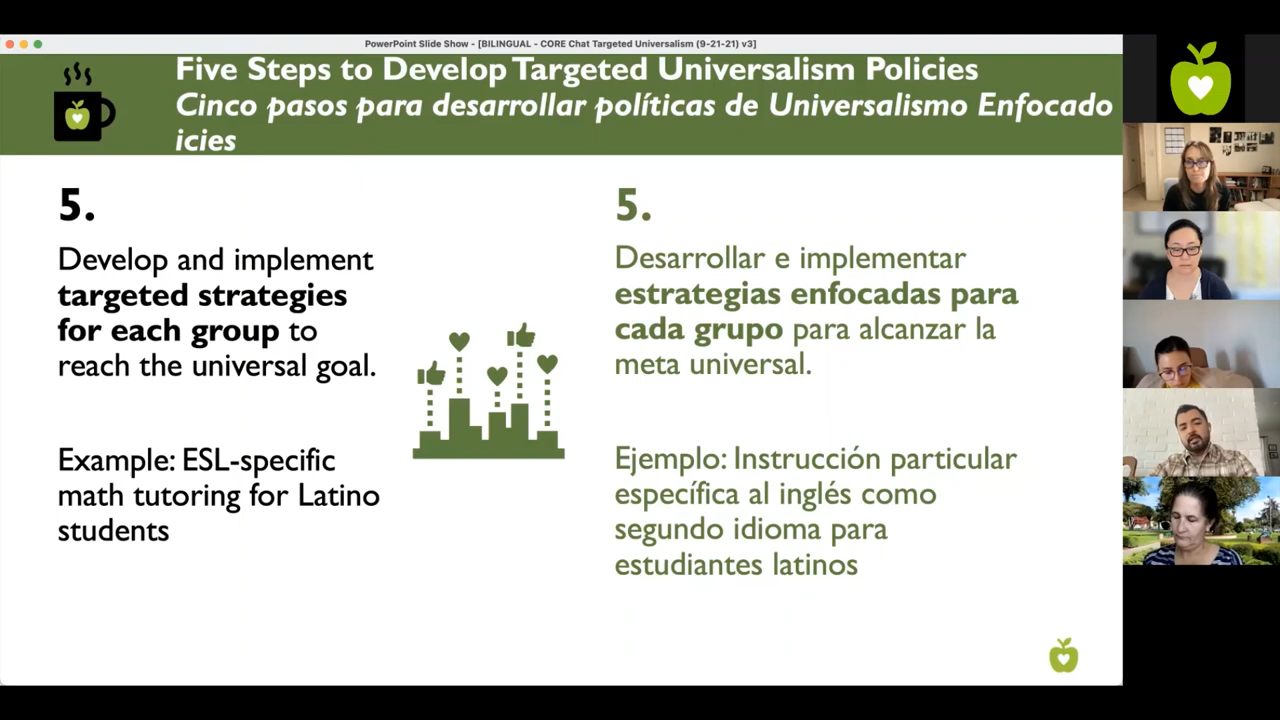 PowerPoint Slide Show - [BILINGUAL - CORE Chat Targeted Universalism (9-21-21) v3]
Five Steps to Develop Targeted Universalism Policies
Cinco pasos para desarrollar políticas de Universalismo Enfocado
icies
5.
Develop and implement
targeted strategies
for each group to
reach the universal goal.
Example: ESL-specific
math tutoring for Latino
students
5.
Desarrollar e implementar
estrategias enfocadas para
cada grupo para alcanzar la
meta universal.
Ejemplo: Instrucción particular
específica al inglés como
segundo idioma para
estudiantes latinos